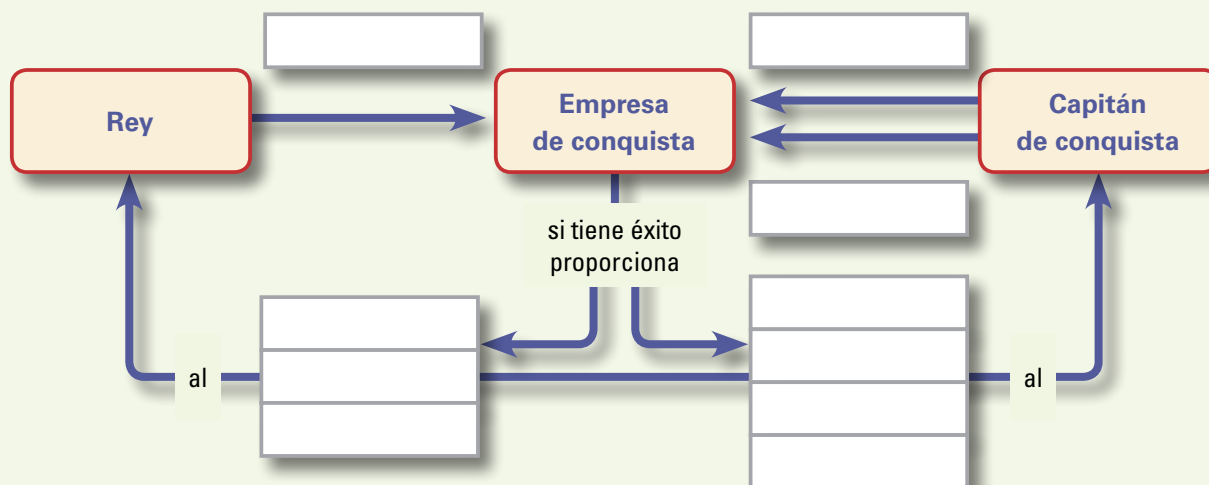 Rey
Empresa
de conquista
Capitán
de conquista
si tiene éxito
proporciona
al
al